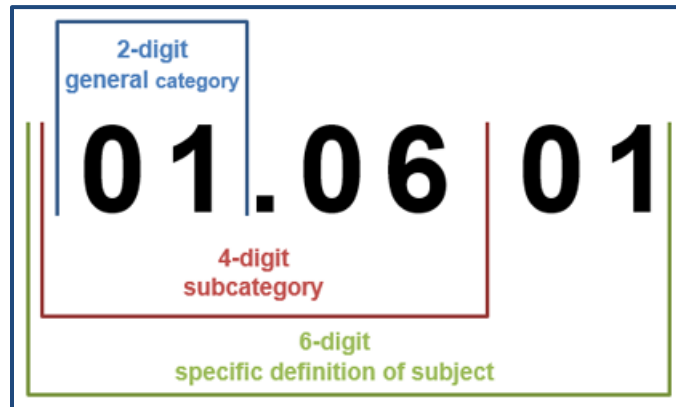 2-digit
general category
01.06 01
4-digit
subcategory
6-digit
specific definition of subject